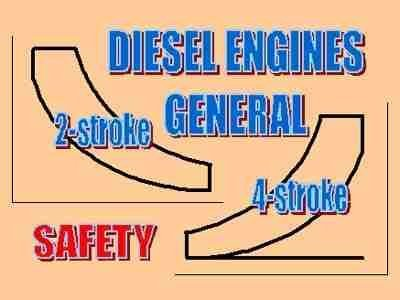 DIESEL ENGINES
GENERAL
2-stroke
4-stroke
SAFETY